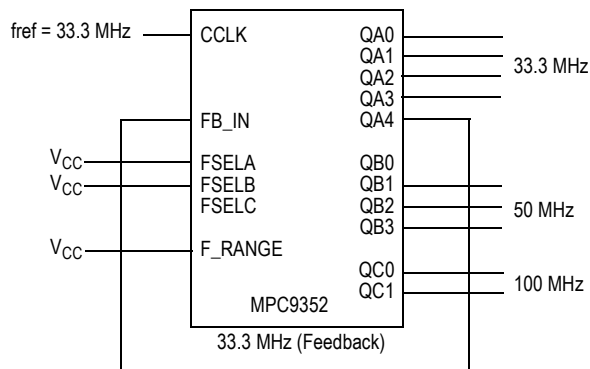 fref = 33.3 MHz
CCLK
QA0
QA1
QA2
QA3
QA4
33.3 MHz
FB_IN
VCC
FSELA
VCC
FSELB
FSELC
QB0
QB1
QB2
QB3
50 MHz
VCC
F_RANGE
QC0
QC1
100 MHz
MPC9352
33.3 MHz (Feedback)